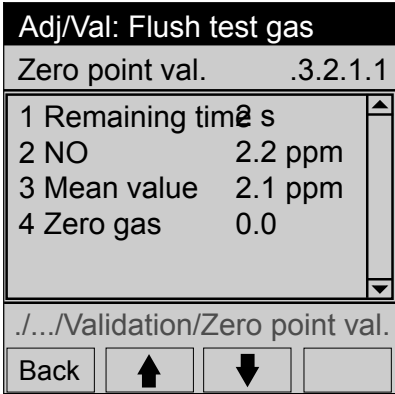 Adj/Val: Flush test gas
Zero point val. .3.2.1.1
1 Remaining time 2 s
2 NO 2.2 ppm
3 Mean value 2.1 ppm
4 Zero gas 0.0
./.../Validation/Zero point val.
Back